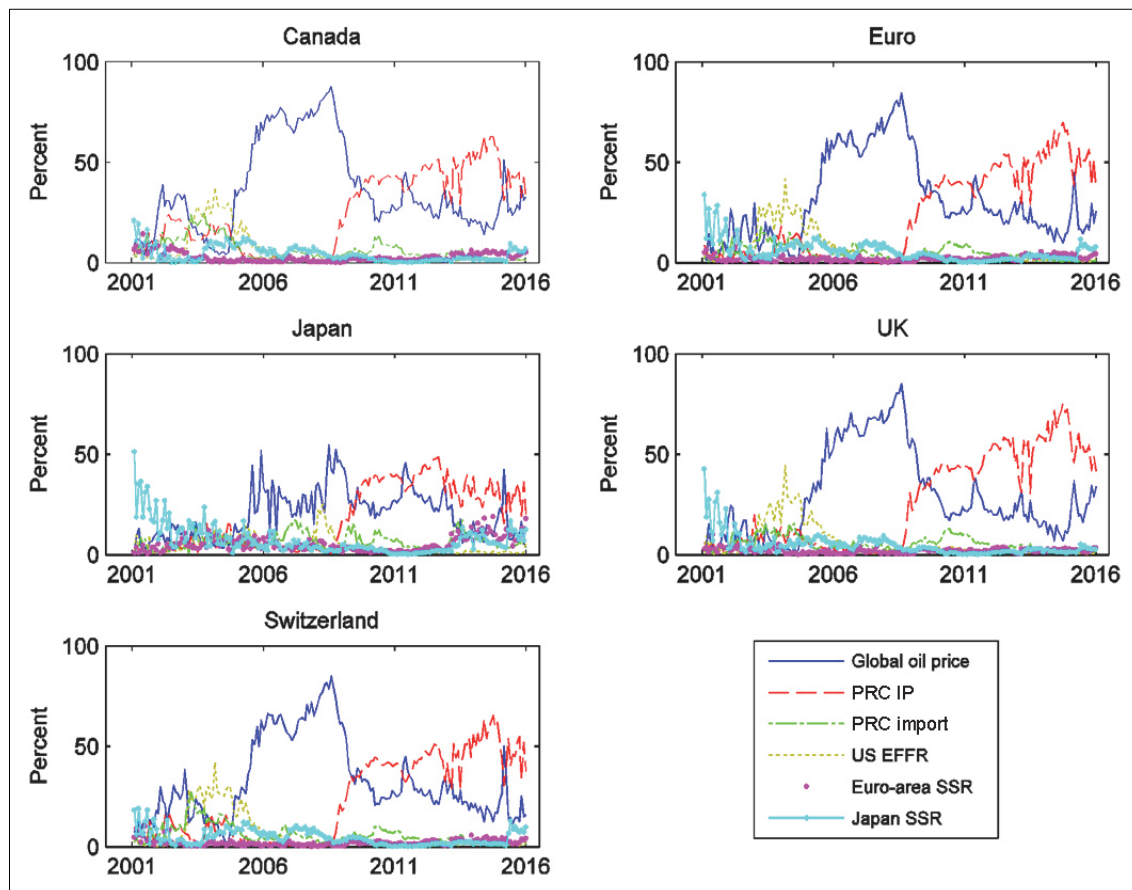 Canada
Percent
100
50
0
2001 2006 2011 2016
Euro
Percent
100
50
0
2001 2006 2011 2016
Japan
Percent
100
50
0
2001 2006 2011 2016
UK
Percent
100
50
0
2001 2006 2011 2016
Switzerland
Percent
100
50
0
2001 2006 2011 2016
Global oil price
PRC IP
PRC import
US EFFR
Euro-area SSR
Japan SSR